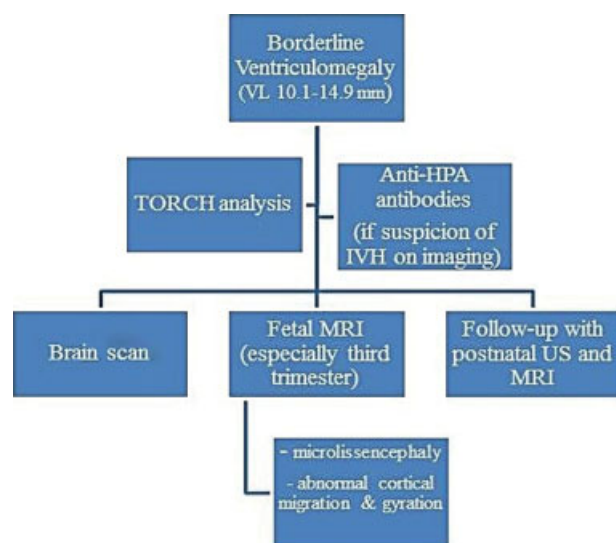 Borderline
Ventriculomegaly
(VL 10.1-14.9 mm)
TORCH analysis
Anti-HPA
antibodies
(if suspicion of
IVH on imaging)
Brain scan
Fetal MRI
(especially third
trimester)
Follow-up with
postnatal US and
MRI
- microlissencephaly
- abnormal cortical
migration & gyration